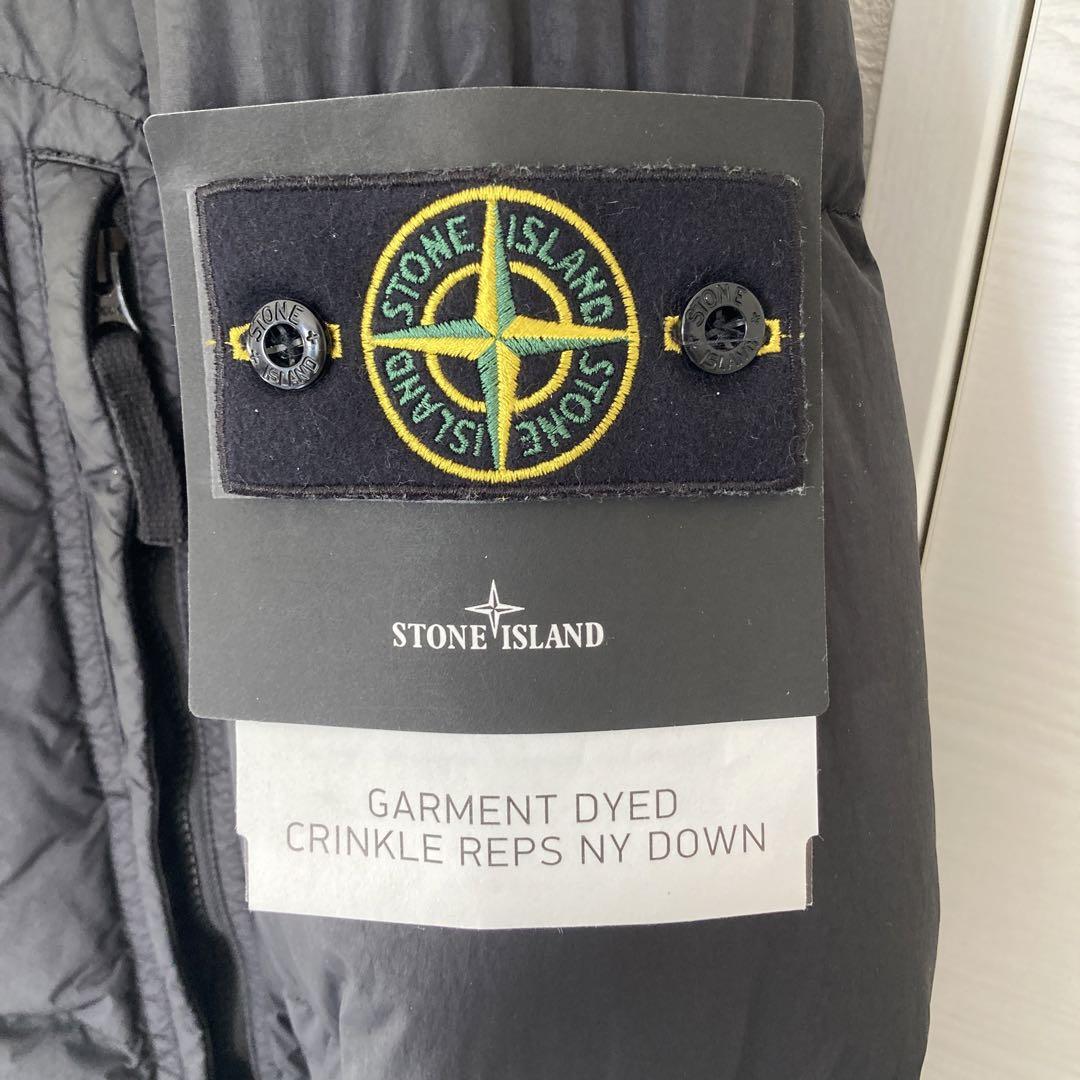 STONE ISLAND
STONE ISLAND
STONE ISLAND
STONE ISLAND
STONE ISLAND
GARMENT DYED
CRINKLE REPS NY DOWN